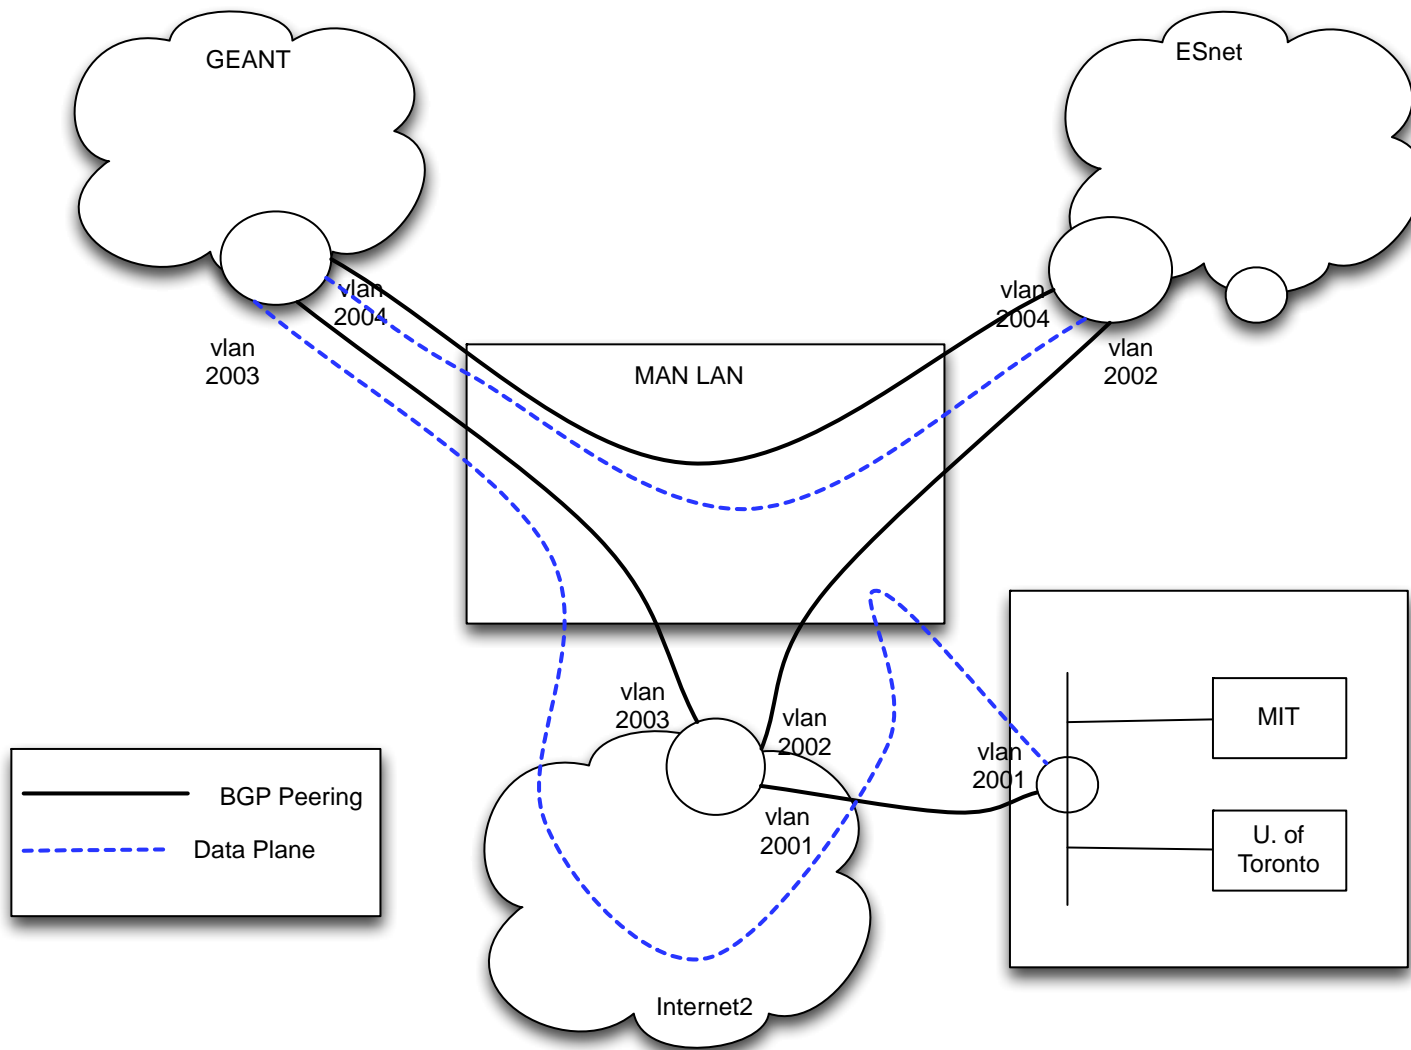 GEANT
ESnet
vlan
2004
vlan
2004
vlan
2003
vlan
2002
MAN LAN
vlan
2003
vlan
2002
vlan
2001
vlan
2001
MIT
U. of
Toronto
BGP Peering
Data Plane
Internet2